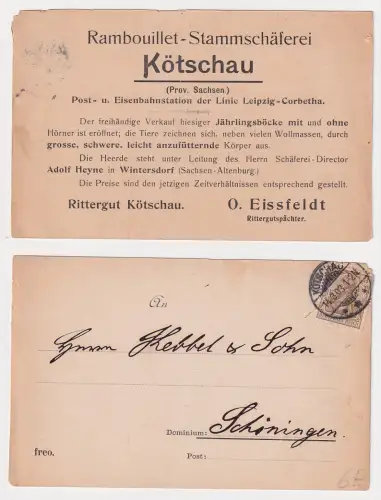 Rambouillet-Stammschäferei
Kötschau
(Prov. Sachsen.)
Post- u. Eisenbahnstation der Linie Leipzig-Corbetha.
Der freihändige Verkauf hiesiger Jährlingsböcke mit und ohne
Hörner ist eröffnet; die Tiere zeichnen sich, neben vielen Wollmassen, durch
grosse, schwere, leicht anzufütternde Körper aus.
Die Heerde steht unter Leitung des Herrn Schäferei-Director
Adolf Heyne in Wintersdorf (Sachsen-Altenburg.)
Die Preise sind den jetzigen Zeitverhältnissen entsprechend gestellt.
Rittergut Kötschau.
O. Eissfeldt
Rittergutspächter.
KÖTSCHAU
An
Herrn Hebbel & Sohn
Dominium: Schöningen.
freo.
Post: